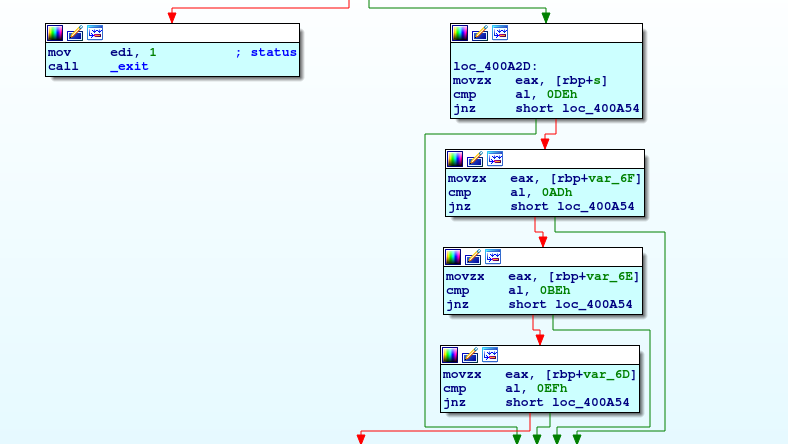 mov edi, 1 ; status
call _exit
loc_400A2D:
movzx eax, [rbp+s]
cmp al, 0DEh
jnz short loc_400A54
movzx eax, [rbp+var_6F]
cmp al, 0ADh
jnz short loc_400A54
movzx eax, [rbp+var_6E]
cmp al, 0BEh
jnz short loc_400A54
movzx eax, [rbp+var_6D]
cmp al, 0EFh
jnz short loc_400A54